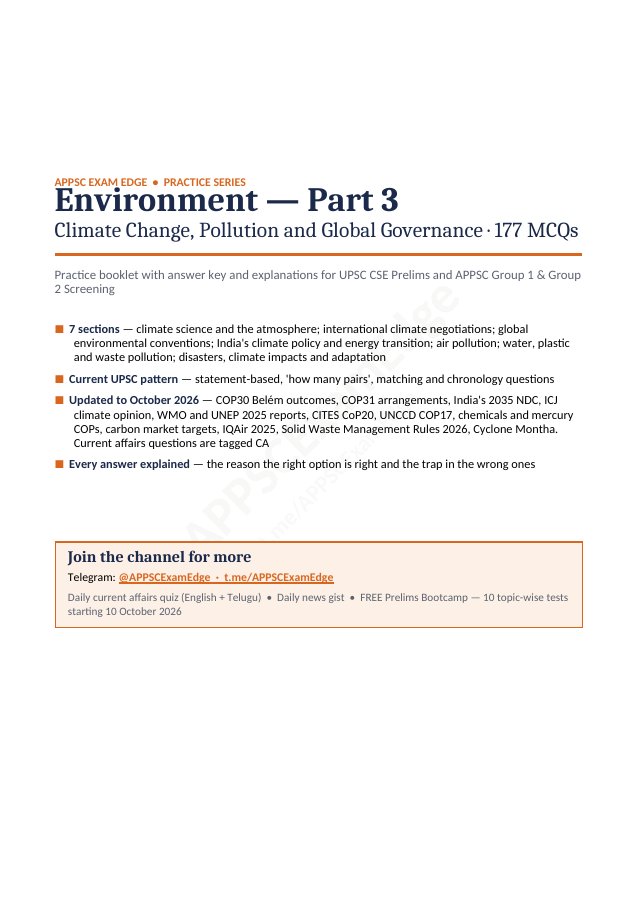 APPSC EXAM EDGE • PRACTICE SERIES
Environment — Part 3
Climate Change, Pollution and Global Governance · 177 MCQs
Practice booklet with answer key and explanations for UPSC CSE Prelims and APPSC Group 1 & Group
2 Screening
■ 7 sections — climate science and the atmosphere; international climate negotiations; global
environmental conventions; India's climate policy and energy transition; air pollution; water, plastic
and waste pollution; disasters, climate impacts and adaptation
■ Current UPSC pattern — statement-based, 'how many pairs', matching and chronology questions
■ Updated to October 2026 — COP30 Belém outcomes, COP31 arrangements, India's 2035 NDC, ICJ
climate opinion, WMO and UNEP 2025 reports, CITES CoP20, UNCCD COP17, chemicals and mercury
COPs, carbon market targets, IQAir 2025, Solid Waste Management Rules 2026, Cyclone Montha.
Current affairs questions are tagged CA
■ Every answer explained — the reason the right option is right and the trap in the wrong ones
Join the channel for more
Telegram: @APPSCExamEdge · t.me/APPSCExamEdge
Daily current affairs quiz (English + Telugu) • Daily news gist • FREE Prelims Bootcamp — 10 topic-wise tests
starting 10 October 2026